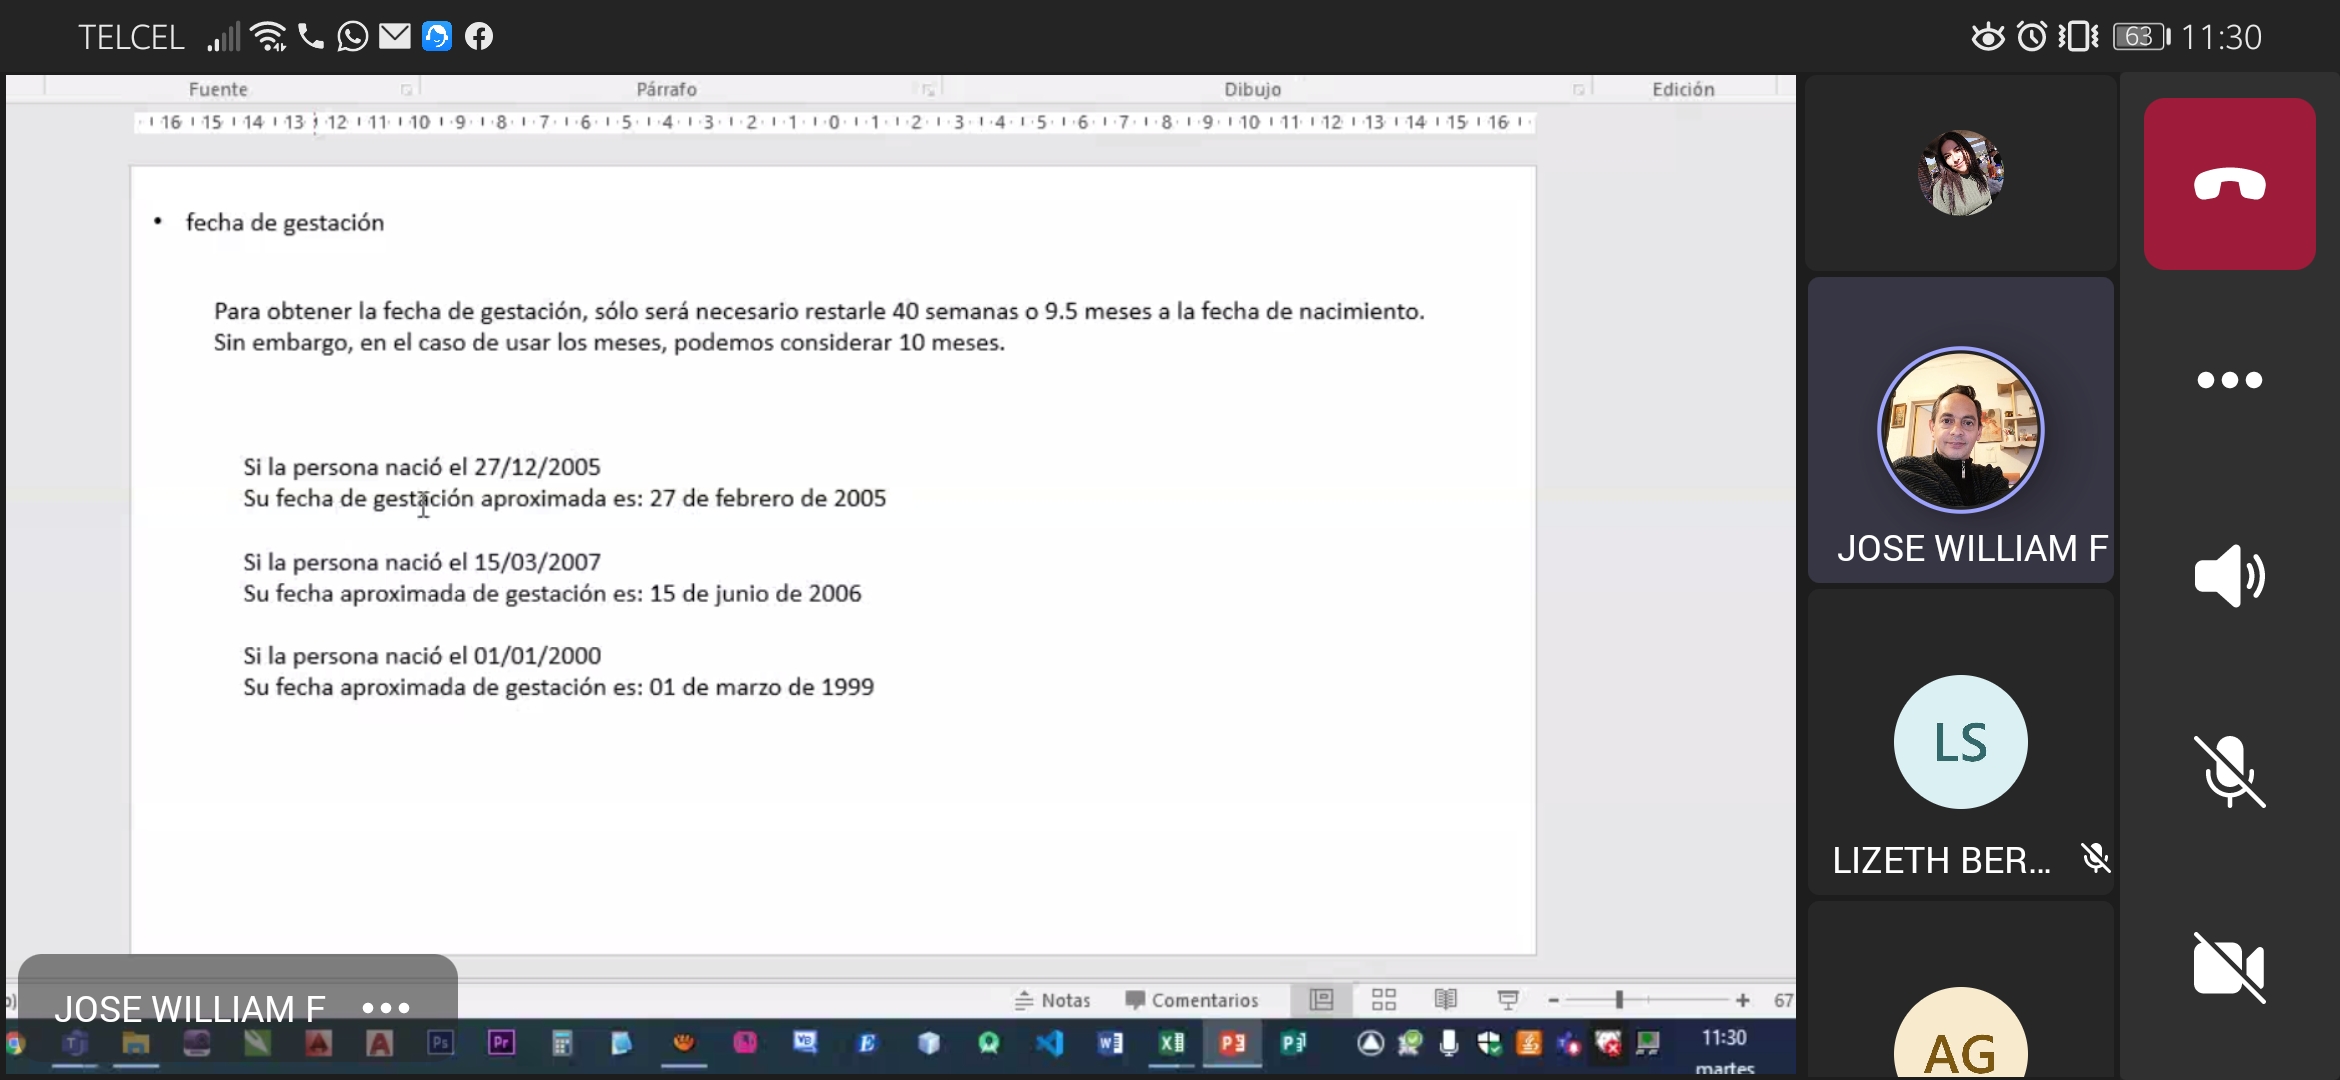 TELCEL
63 11:30
Fuente Párrafo Dibujo Edición
16 15 14 13 12 11 10 9 8 7 6 5 4 3 2 1 0 1 2 3 4 5 6 7 8 9 10 11 12 13 14 15 16
• fecha de gestación
Para obtener la fecha de gestación, sólo será necesario restarle 40 semanas o 9.5 meses a la fecha de nacimiento.
Sin embargo, en el caso de usar los meses, podemos considerar 10 meses.
Si la persona nació el 27/12/2005
Su fecha de gestación aproximada es: 27 de febrero de 2005
Si la persona nació el 15/03/2007
Su fecha aproximada de gestación es: 15 de junio de 2006
Si la persona nació el 01/01/2000
Su fecha aproximada de gestación es: 01 de marzo de 1999
JOSE WILLIAM F
LS
LIZETH BER...
AG
JOSE WILLIAM F
Notas Comentarios 67
Ps Pr
11:30
martes